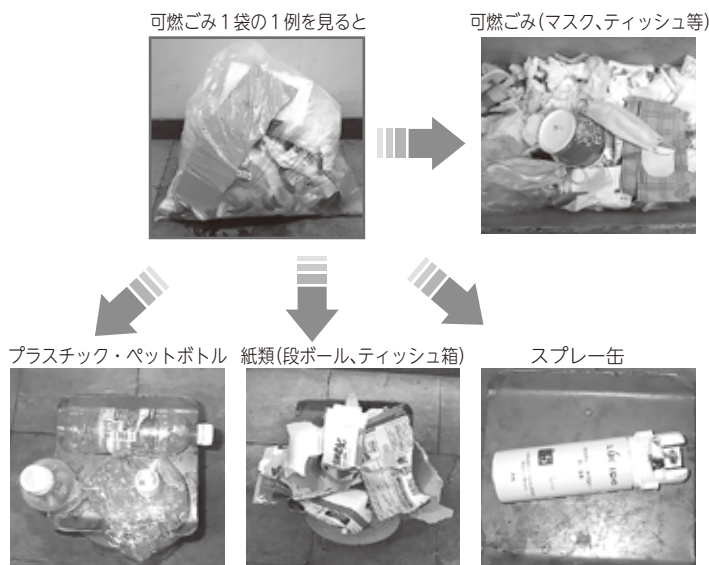 可燃ごみ1袋の1例を見ると
可燃ごみ(マスク、ティッシュ等)
プラスチック・ペットボトル
紙類(段ボール、ティッシュ箱)
スプレー缶